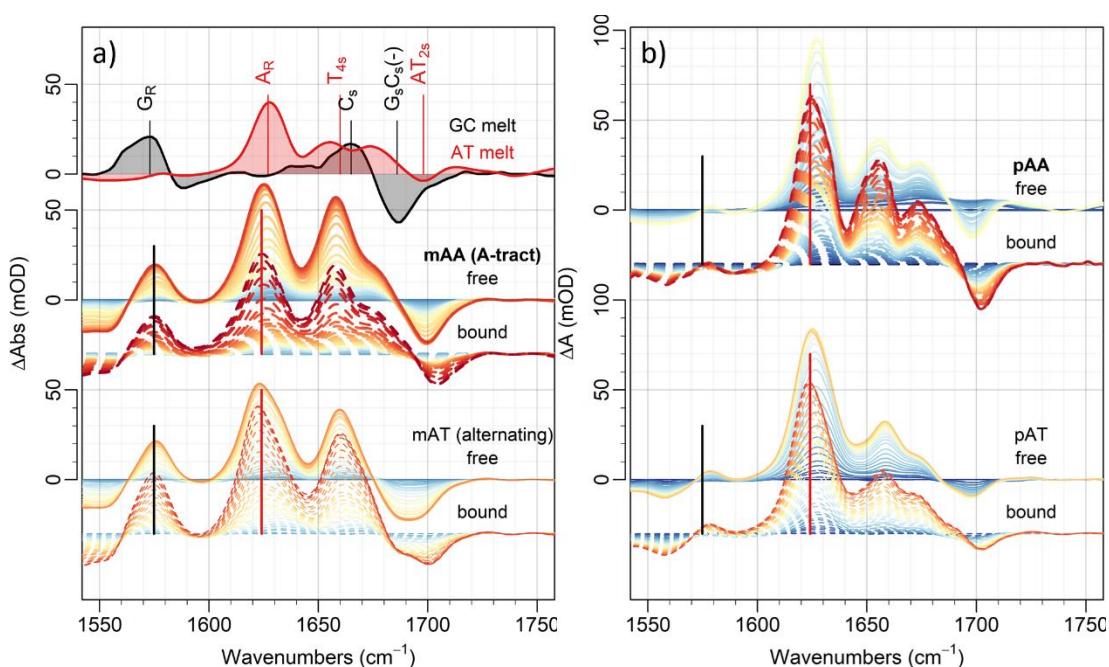 a)
G_R
A_R
T_4s
C_s
G_sC_s(-)
AT_2s
GC melt
AT melt
mAA (A-tract)
free
bound
mAT (alternating)
free
bound
50
0
50
0
50
0
ΔAbs (mOD)
1550 1600 1650 1700 1750
Wavenumbers (cm⁻¹)
b)
pAA
free
bound
pAT
free
bound
100
50
0
100
50
0
ΔA (mOD)
1550 1600 1650 1700 1750
Wavenumbers (cm⁻¹)